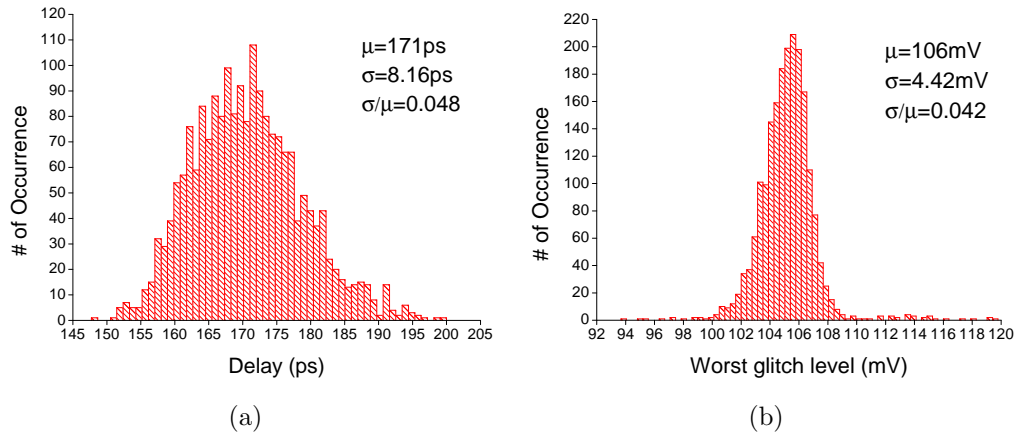 120
110
100
90
80
70
60
50
40
30
20
10
0
# of Occurrence
145 150 155 160 165 170 175 180 185 190 195 200 205
Delay (ps)
μ=171ps
σ=8.16ps
σ/μ=0.048
(a)
220
200
180
160
140
120
100
80
60
40
20
0
# of Occurrence
92 94 96 98 100 102 104 106 108 110 112 114 116 118 120
Worst glitch level (mV)
μ=106mV
σ=4.42mV
σ/μ=0.042
(b)